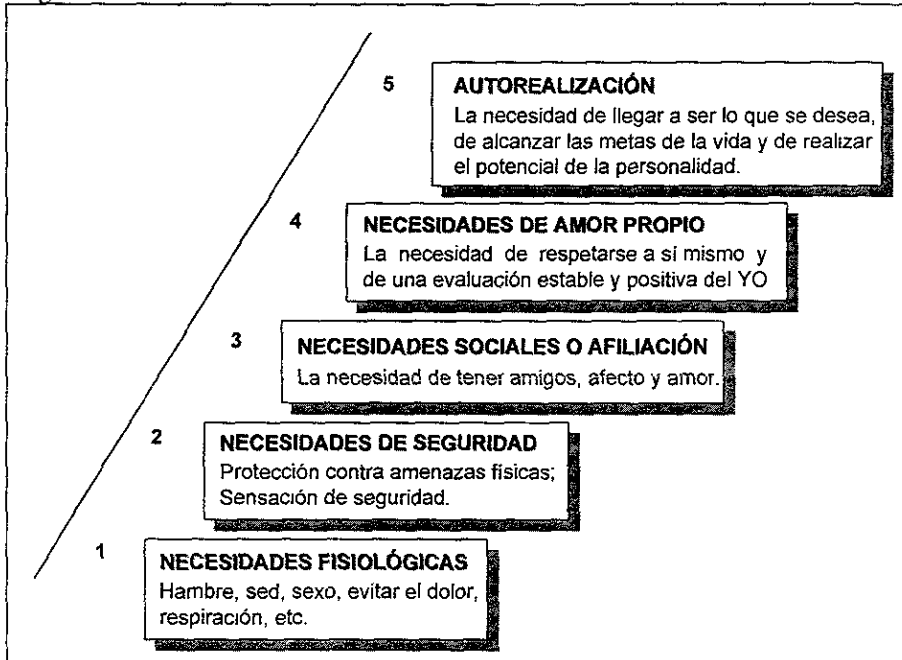 5
AUTOREALIZACIÓN
La necesidad de llegar a ser lo que se desea,
de alcanzar las metas de la vida y de realizar
el potencial de la personalidad.
4
NECESIDADES DE AMOR PROPIO
La necesidad de respetarse a sí mismo y
de una evaluación estable y positiva del YO
3
NECESIDADES SOCIALES O AFILIACIÓN
La necesidad de tener amigos, afecto y amor.
2
NECESIDADES DE SEGURIDAD
Protección contra amenazas físicas;
Sensación de seguridad.
1
NECESIDADES FISIOLÓGICAS
Hambre, sed, sexo, evitar el dolor,
respiración, etc.